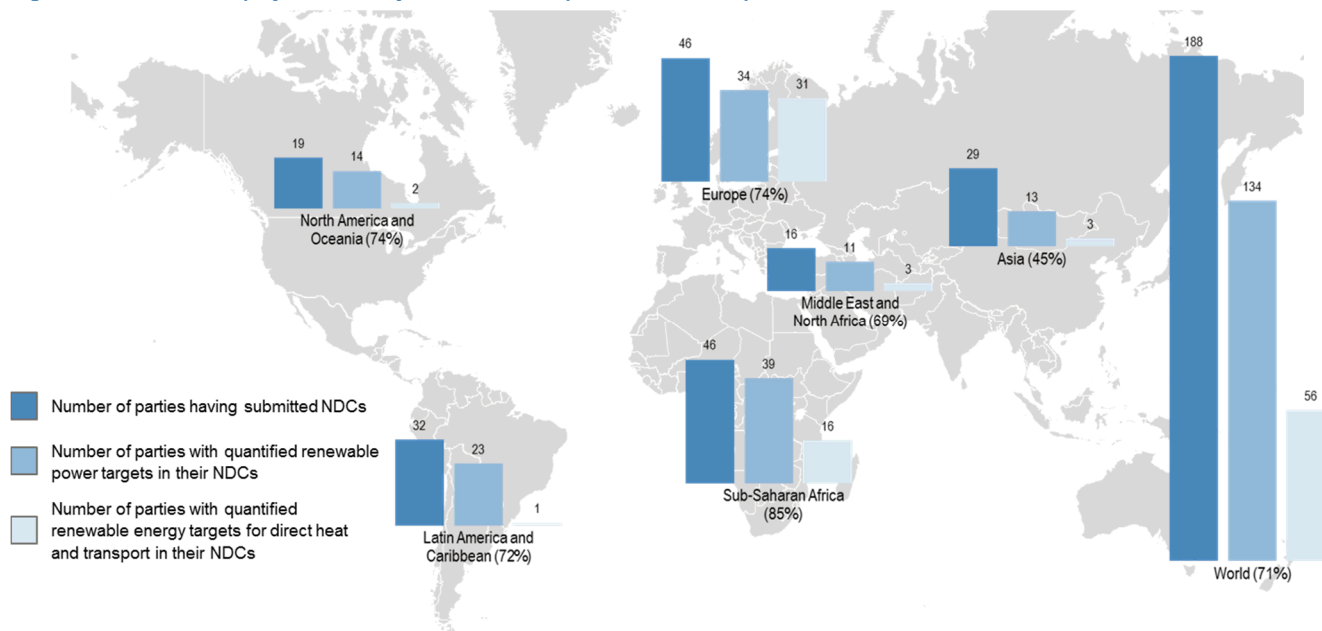 46
34
31
188
19
14
2
Europe (74%)
29
13
3
134
North America and
Oceania (74%)
16
11
3
Asia (45%)
Middle East and
North Africa (69%)
46
39
16
56
Number of parties having submitted NDCs
32
23
1
Number of parties with quantified renewable
power targets in their NDCs
Sub-Saharan Africa
(85%)
Number of parties with quantified
renewable energy targets for direct heat
and transport in their NDCs
Latin America and
Caribbean (72%)
World (71%)